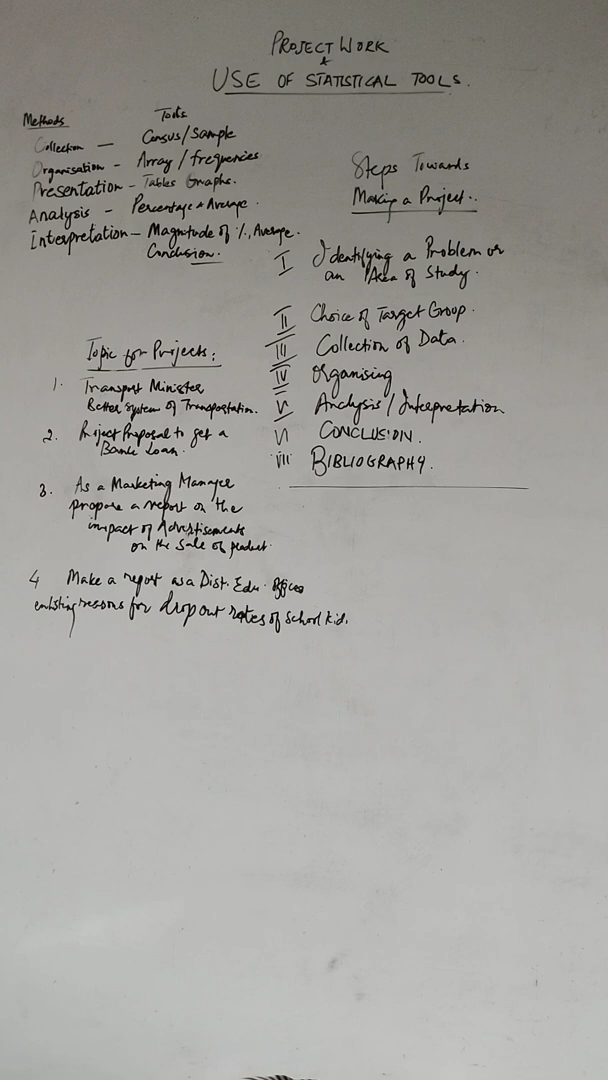 PROJECT WORK
&
USE OF STATISTICAL TOOLS.
Methods Tools
Collection — Census/Sample
Organisation - Array/frequencies
Presentation - Tables Graphs.
Analysis - Percentage & Average.
Interpretation - Magnitude of %, Average.
Conclusion.
Topic for Projects:
1. Transport Minister
Better System of Transportation.
2. Project Proposal to get a
Bank Loan.
3. As a Marketing Manager
propose a report on the
impact of Advertisements
on the sale of product.
4 Make a report as a Dist. Edu. Officer
enlisting reasons for drop out rates of School kid.
Steps Towards
Making a Project.
I Identifying a Problem or
an Area of Study.
II Choice of Target Group.
III Collection of Data.
IV Organising
V Analysis/Interpretation
VI CONCLUSION.
VII BIBLIOGRAPHY.